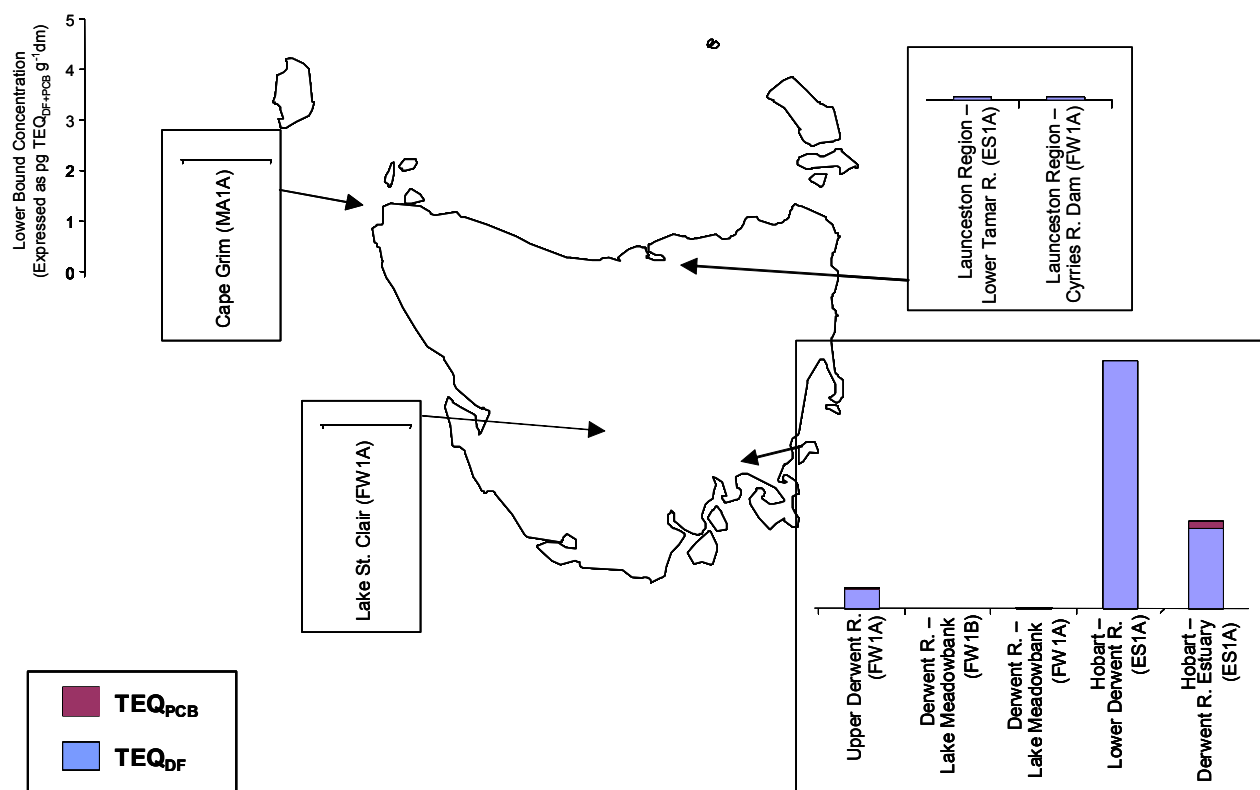 Lower Bound Concentration
(Expressed as pg TEQDF+PCB g-1dm)
5
4
3
2
1
0
Cape Grim (MA1A)
Launceston Region –
Lower Tamar R. (ES1A)
Launceston Region –
Cyrries R. Dam (FW1A)
Lake St. Clair (FW1A)
Upper Derwent R.
(FW1A)
Derwent R. –
Lake Meadowbank
(FW1B)
Derwent R. –
Lake Meadowbank
(FW1A)
Hobart –
Lower Derwent R.
(ES1A)
Hobart –
Derwent R. Estuary
(ES1A)
TEQPCB
TEQDF